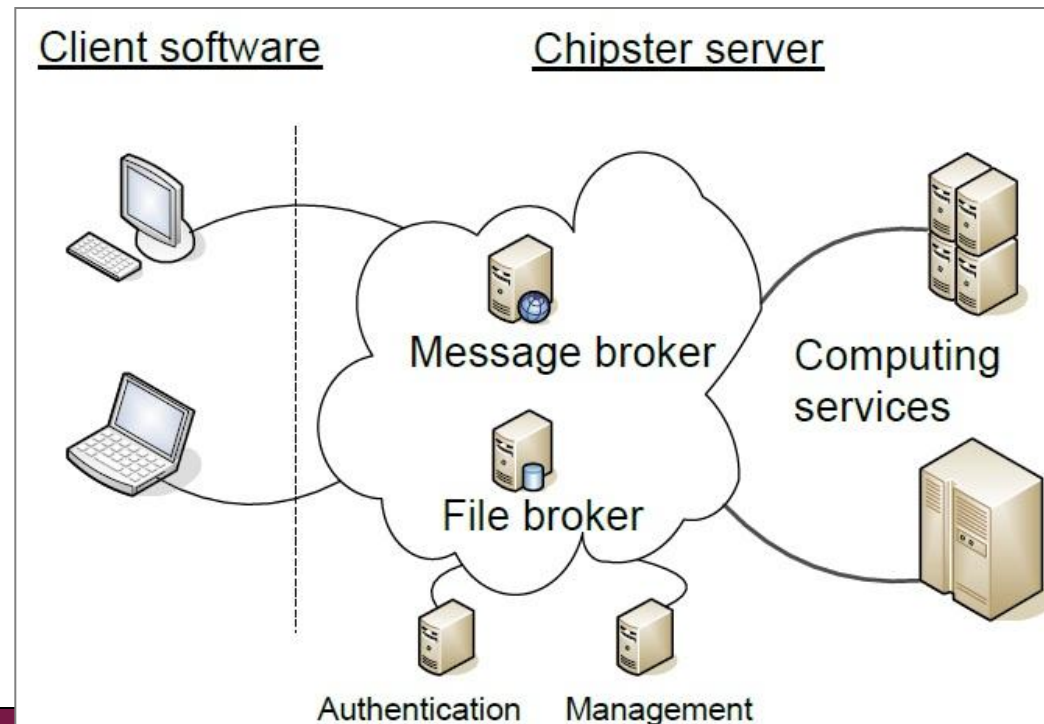 Client software
Chipster server
Message broker
Computing
services
File broker
Authentication
Management